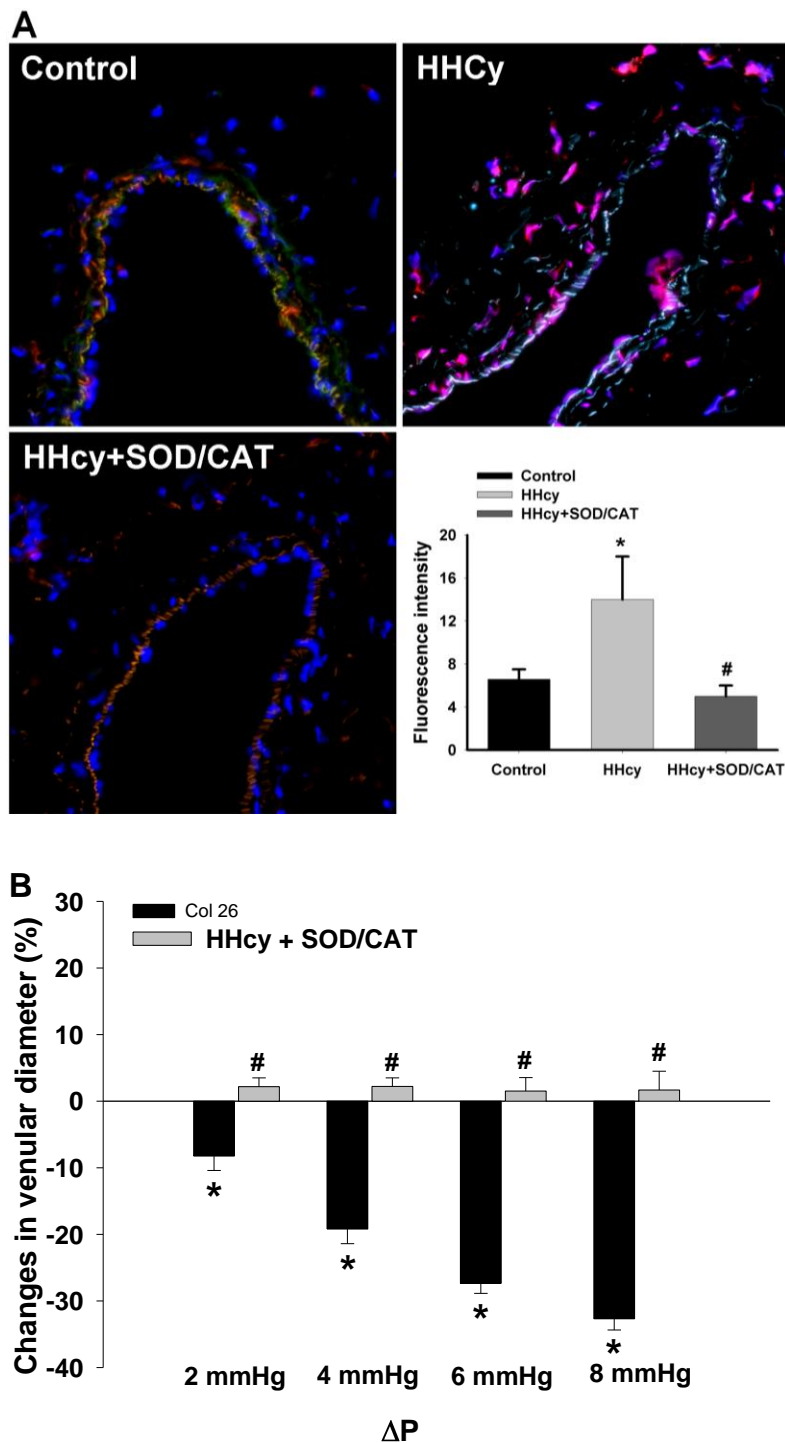 A
Control
HHCy
HHcy+SOD/CAT
Control
HHcy
HHcy+SOD/CAT
Fluorescence intensity
20
16
12
8
4
0
*
#
Control HHcy HHcy+SOD/CAT
B
Changes in venular diameter (%)
30
20
10
0
-10
-20
-30
-40
Col 26
HHcy + SOD/CAT
# # # #
* * * *
2 mmHg 4 mmHg 6 mmHg 8 mmHg
ΔP